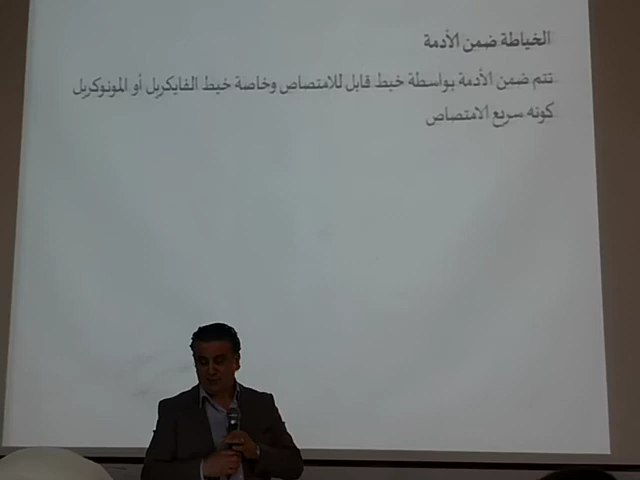 الخياطة ضمن الأدمة
تتم ضمن الأدمة بواسطة خيط قابل للامتصاص وخاصة خيط الفايكريل أو المونوكريل
كونه سريع الامتصاص